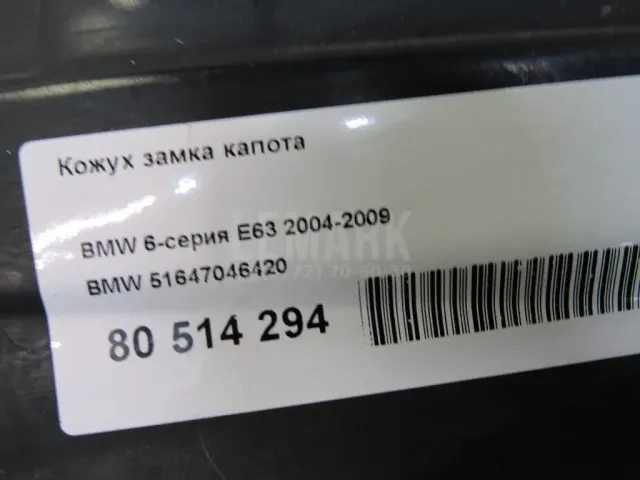 Кожух замка капота
BMW 6-серия E63 2004-2009
BMW 51647046420
80 514 294